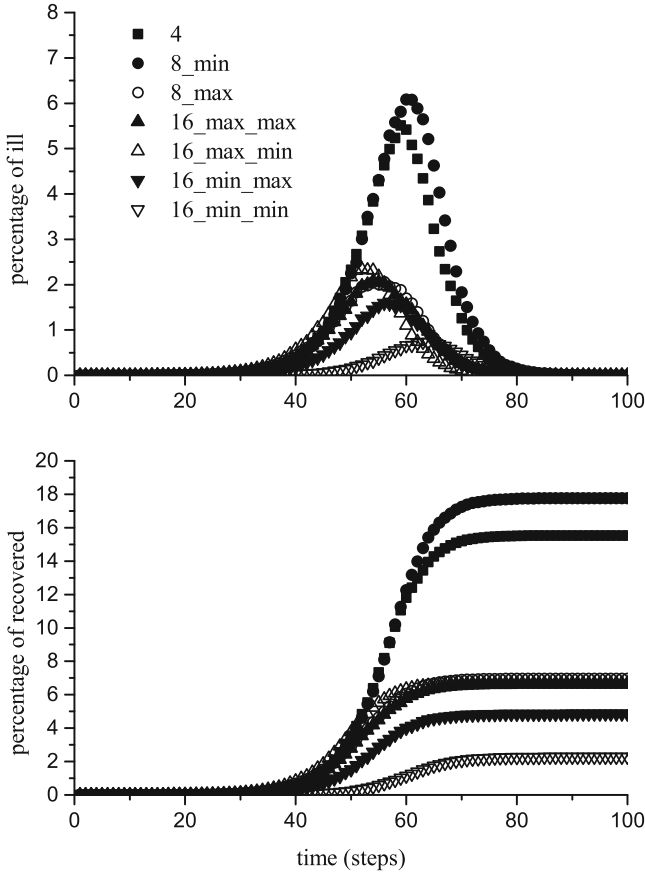 8
7
6
5
4
3
2
1
0
percentage of ill
4
8_min
8_max
16_max_max
16_max_min
16_min_max
16_min_min
0 20 40 60 80 100
20
18
16
14
12
10
8
6
4
2
0
percentage of recovered
0 20 40 60 80 100
time (steps)